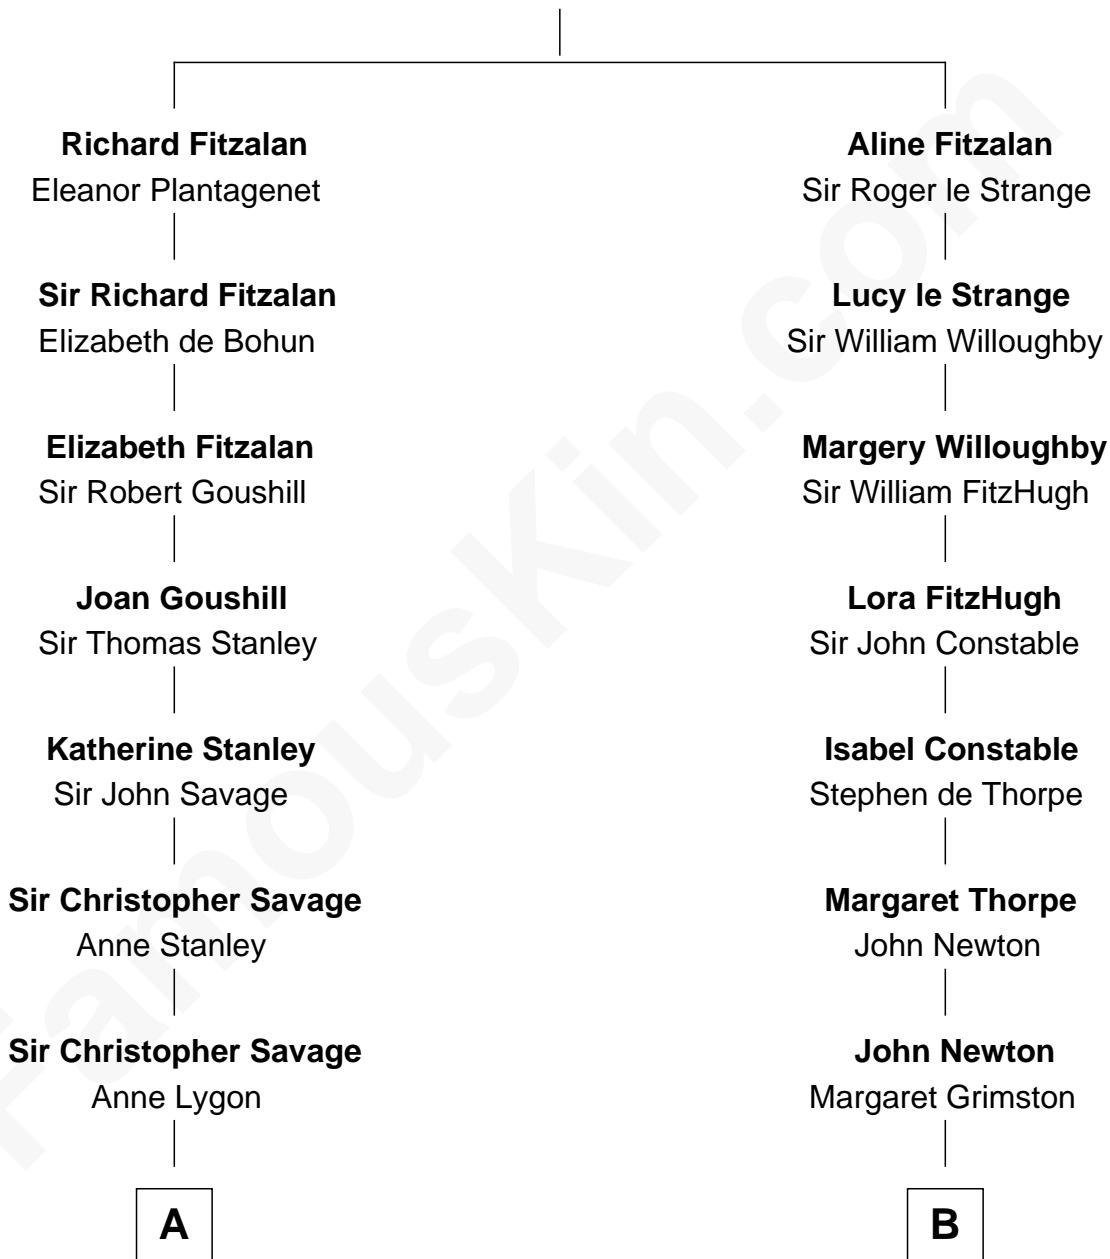 Richard Fitzalan
Eleanor Plantagenet
Sir Richard Fitzalan
Elizabeth de Bohun
Elizabeth Fitzalan
Sir Robert Goushill
Joan Goushill
Sir Thomas Stanley
Katherine Stanley
Sir John Savage
Sir Christopher Savage
Anne Stanley
Sir Christopher Savage
Anne Lygon
A
Aline Fitzalan
Sir Roger le Strange
Lucy le Strange
Sir William Willoughby
Margery Willoughby
Sir William FitzHugh
Lora FitzHugh
Sir John Constable
Isabel Constable
Stephen de Thorpe
Margaret Thorpe
John Newton
John Newton
Margaret Grimston
B
FamousKin.com